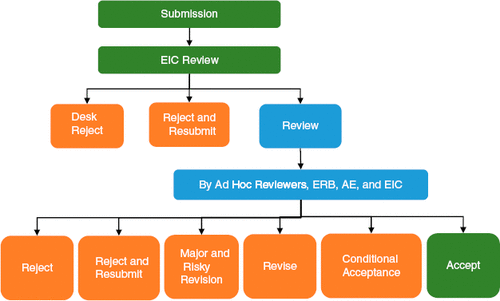 Submission
EIC Review
Desk
Reject
Reject and
Resubmit
Review
By Ad Hoc Reviewers, ERB, AE, and EIC
Reject
Reject and
Resubmit
Major and
Risky
Revision
Revise
Conditional
Acceptance
Accept